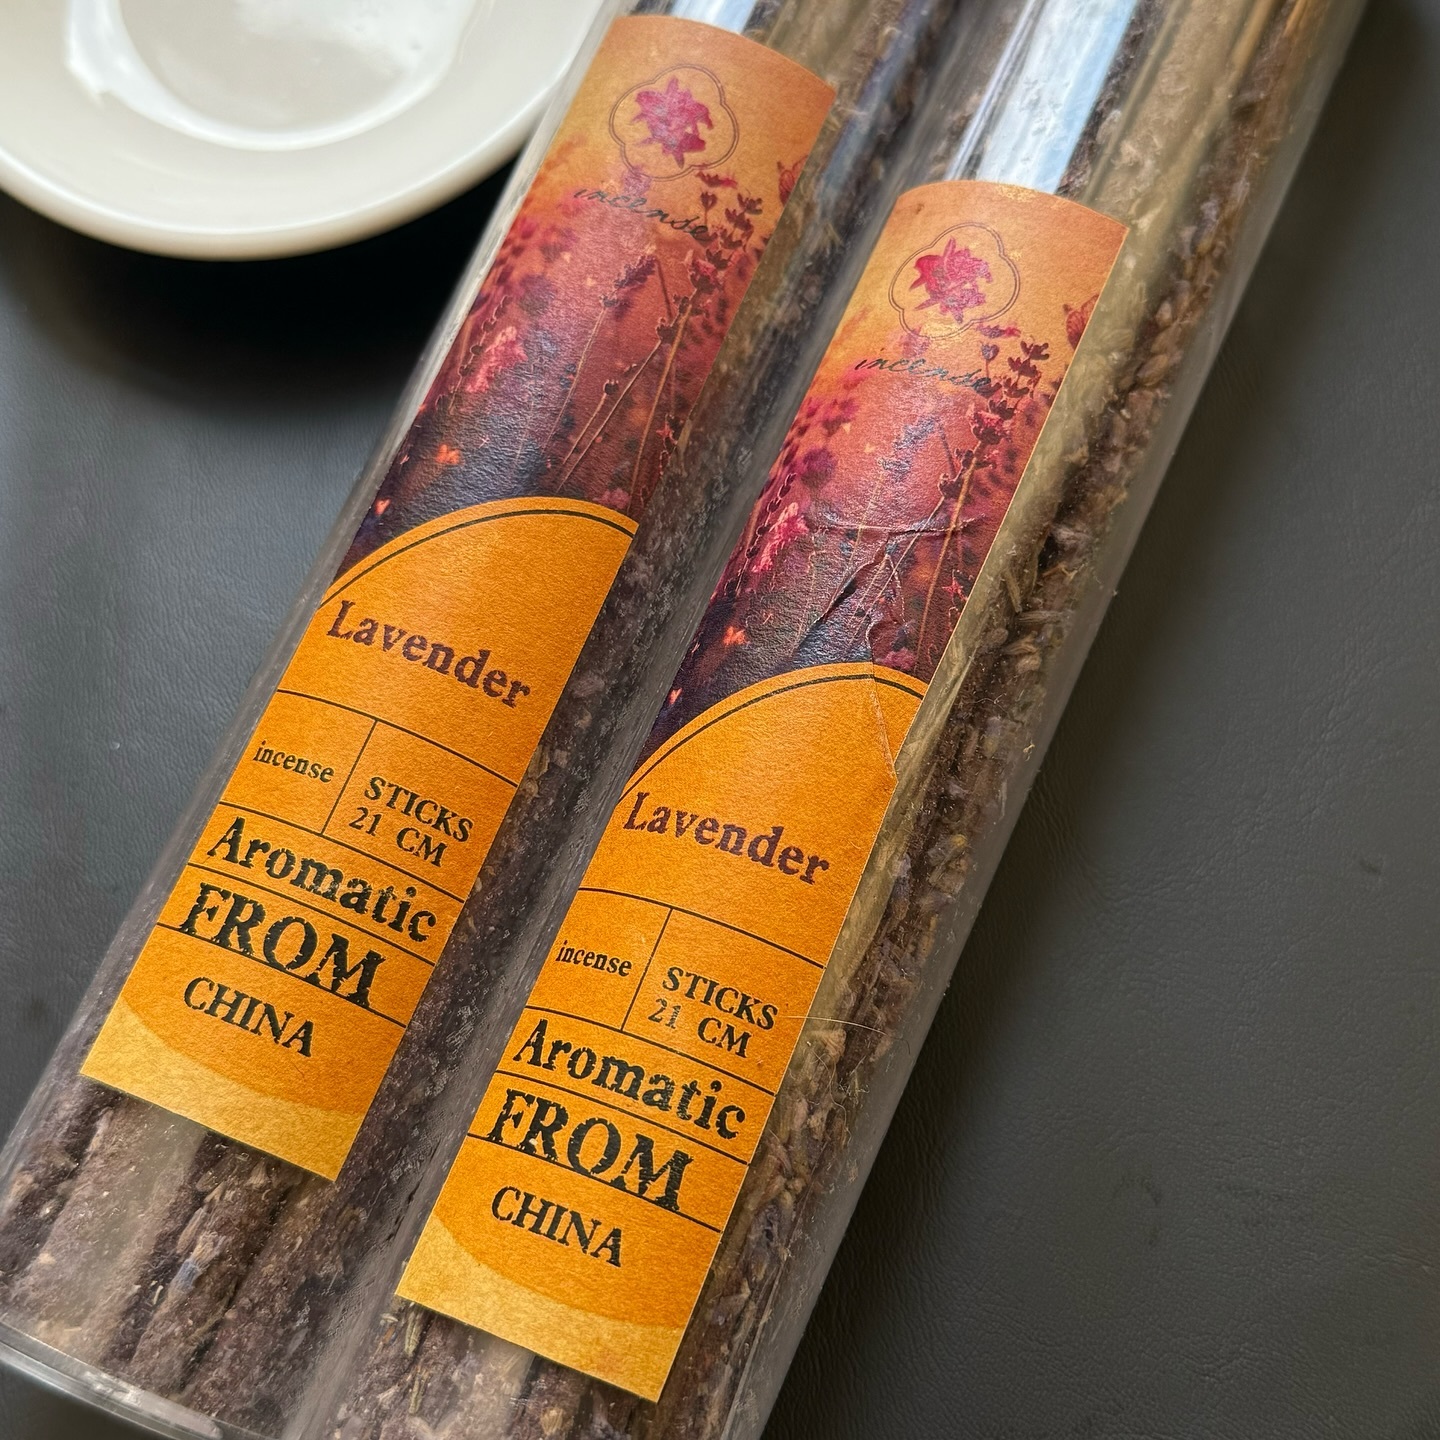 incense
Lavender
incense
STICKS
21 CM
Aromatic
FROM
CHINA
incense
Lavender
incense
STICKS
21 CM
Aromatic
FROM
CHINA